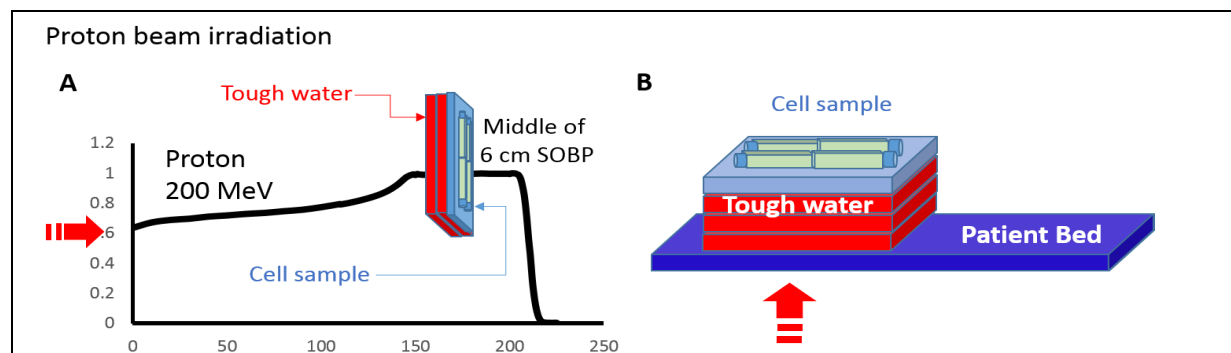 Proton beam irradiation
A
Tough water
Proton
200 MeV
Middle of
6 cm SOBP
1.2
1
0.8
0.6
0.4
0.2
0
Cell sample
0
50
100
150
200
250
B
Cell sample
Tough water
Patient Bed